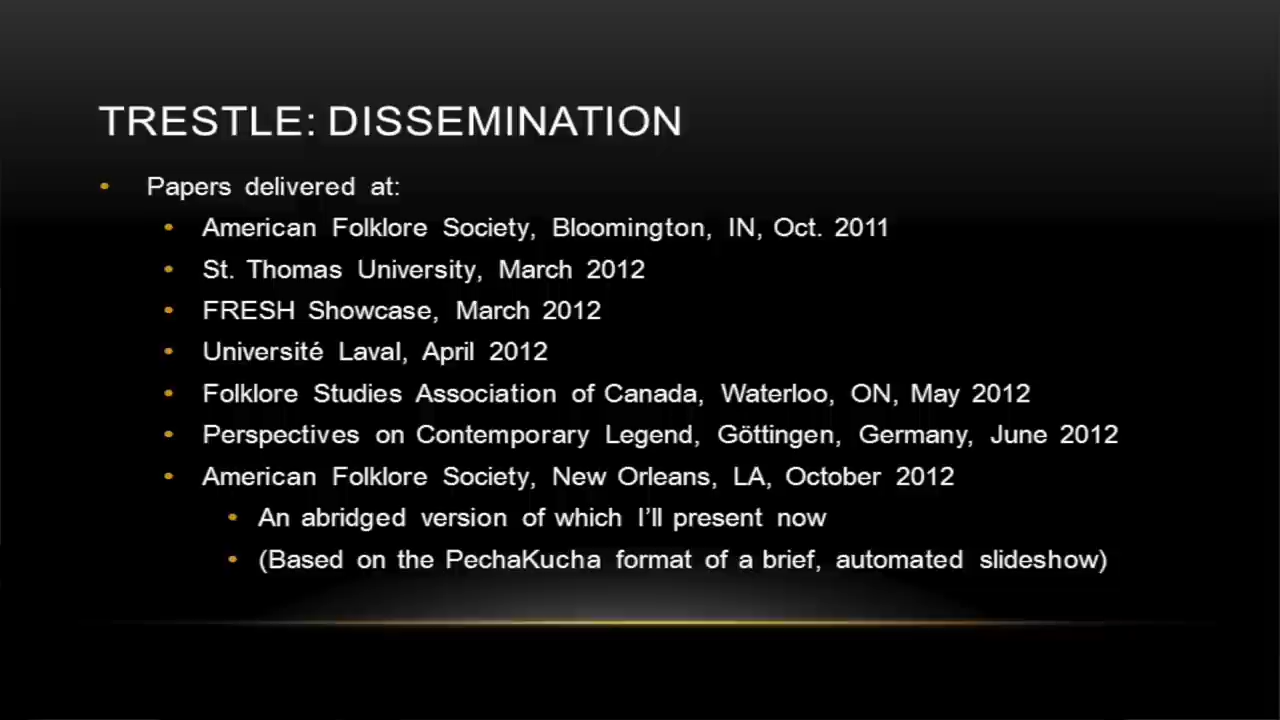 TRESTLE: DISSEMINATION
• Papers delivered at:
• American Folklore Society, Bloomington, IN, Oct. 2011
• St. Thomas University, March 2012
• FRESH Showcase, March 2012
• Université Laval, April 2012
• Folklore Studies Association of Canada, Waterloo, ON, May 2012
• Perspectives on Contemporary Legend, Göttingen, Germany, June 2012
• American Folklore Society, New Orleans, LA, October 2012
• An abridged version of which I’ll present now
• (Based on the PechaKucha format of a brief, automated slideshow)